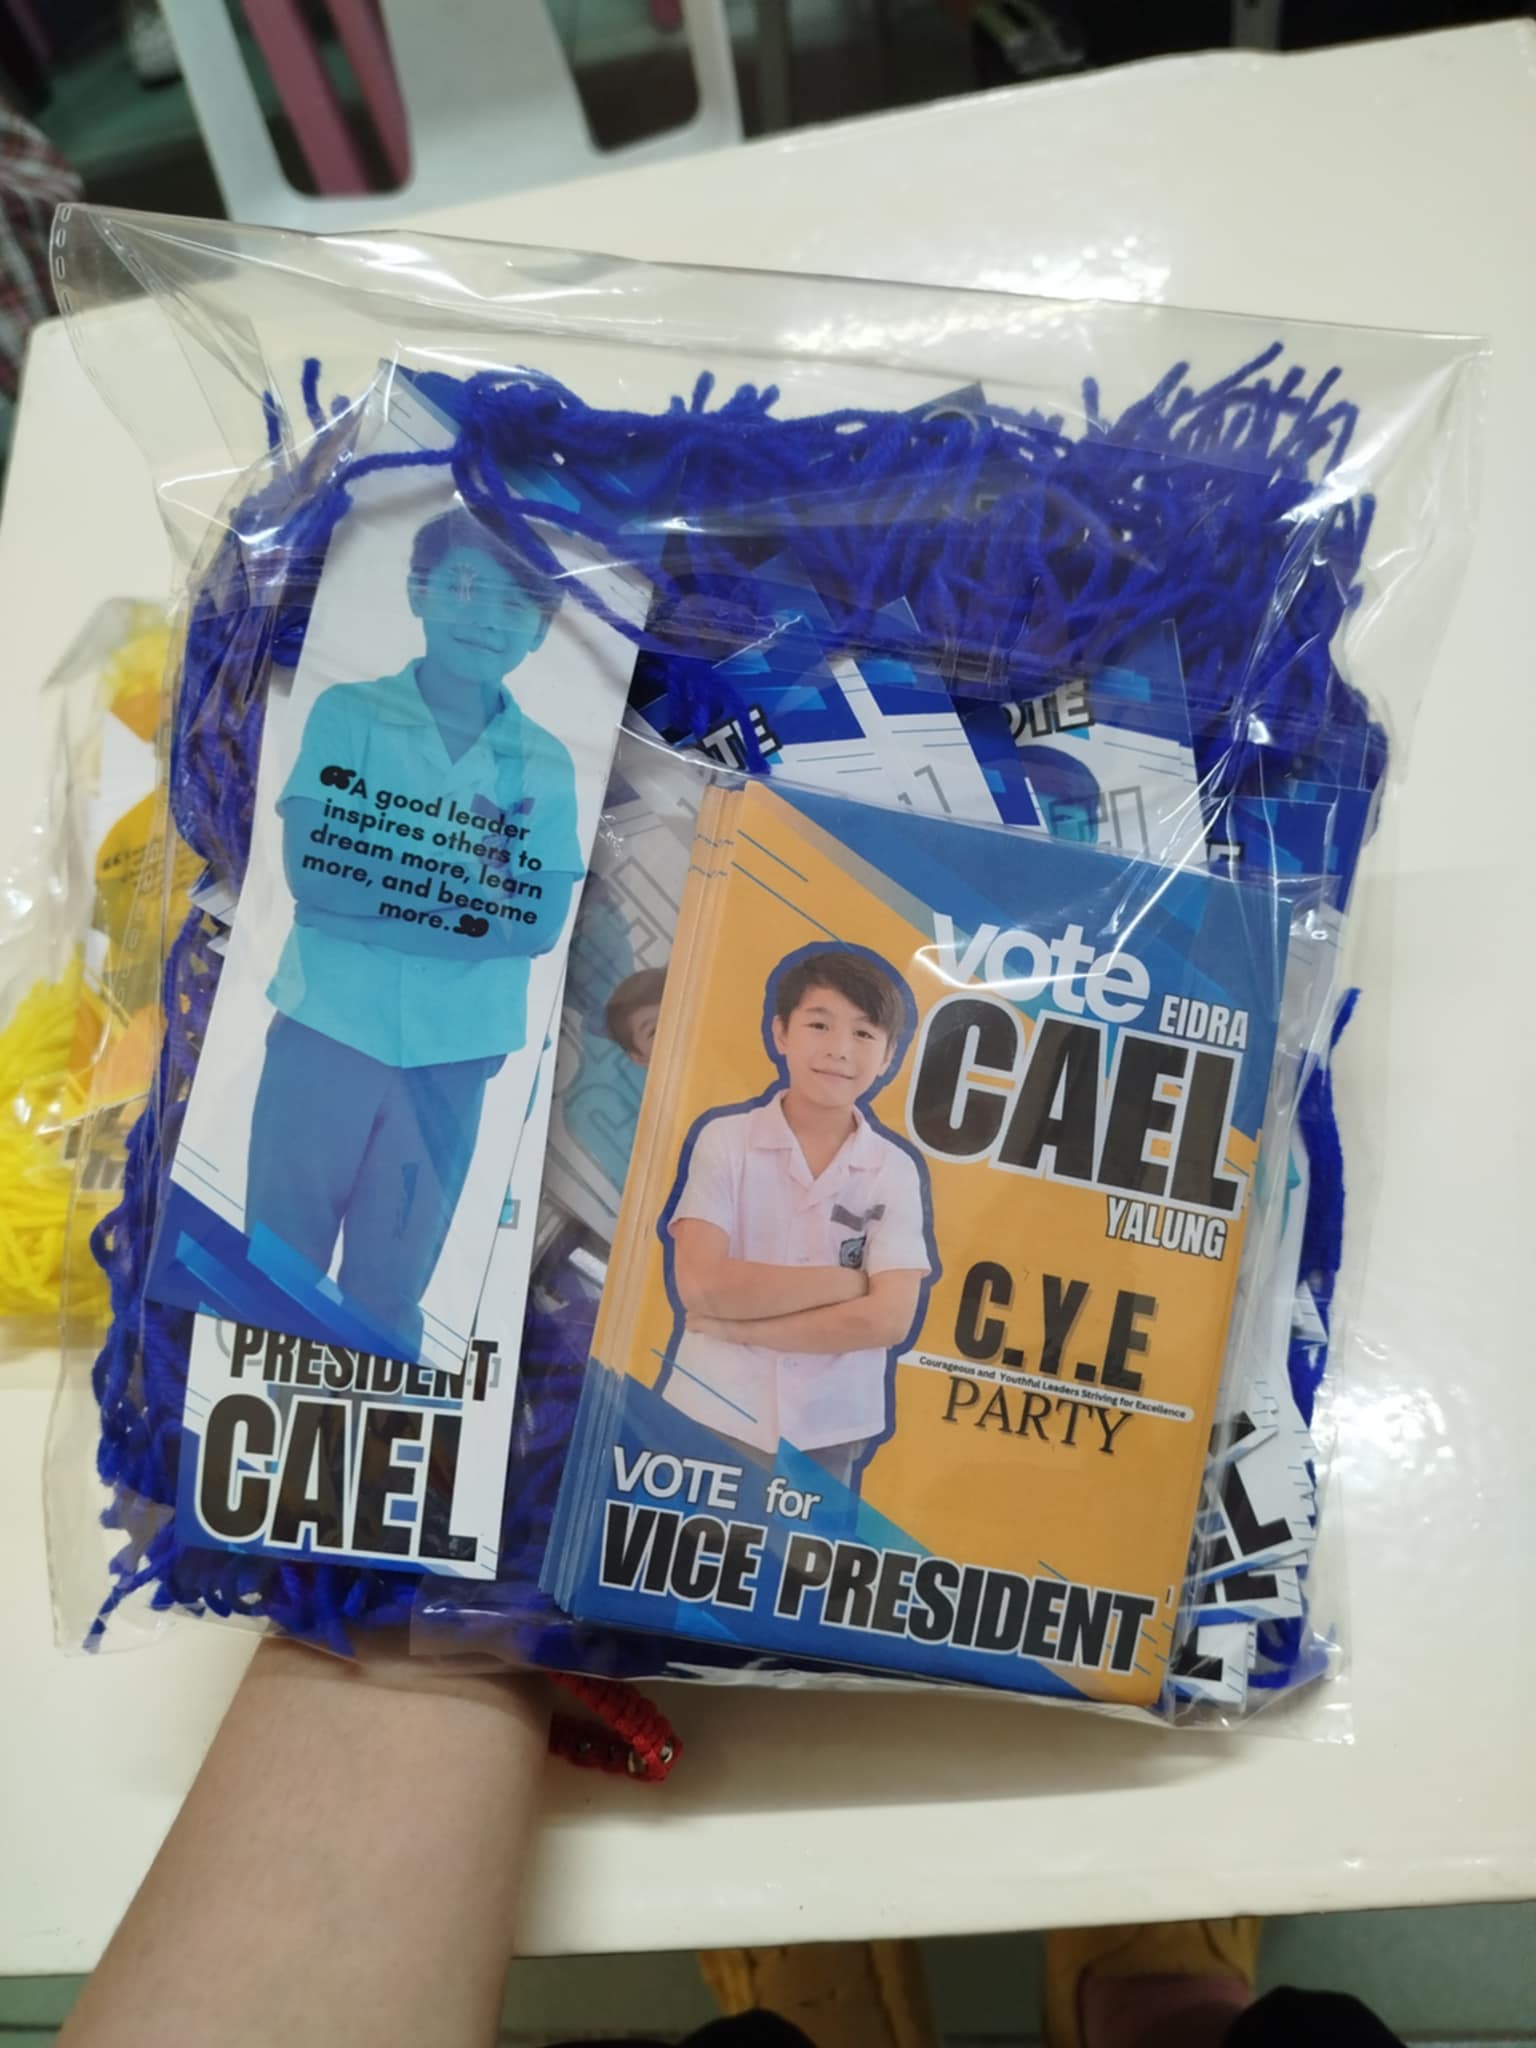 “A good leader
inspires others to
dream more, learn
more, and become
more.”
PRESIDENT
CAEL
vote
EIDRA
CAEL
YALUNG
C.Y.E
Courageous and Youthful Leaders Striving for Excellence
PARTY
VOTE for
VICE PRESIDENT